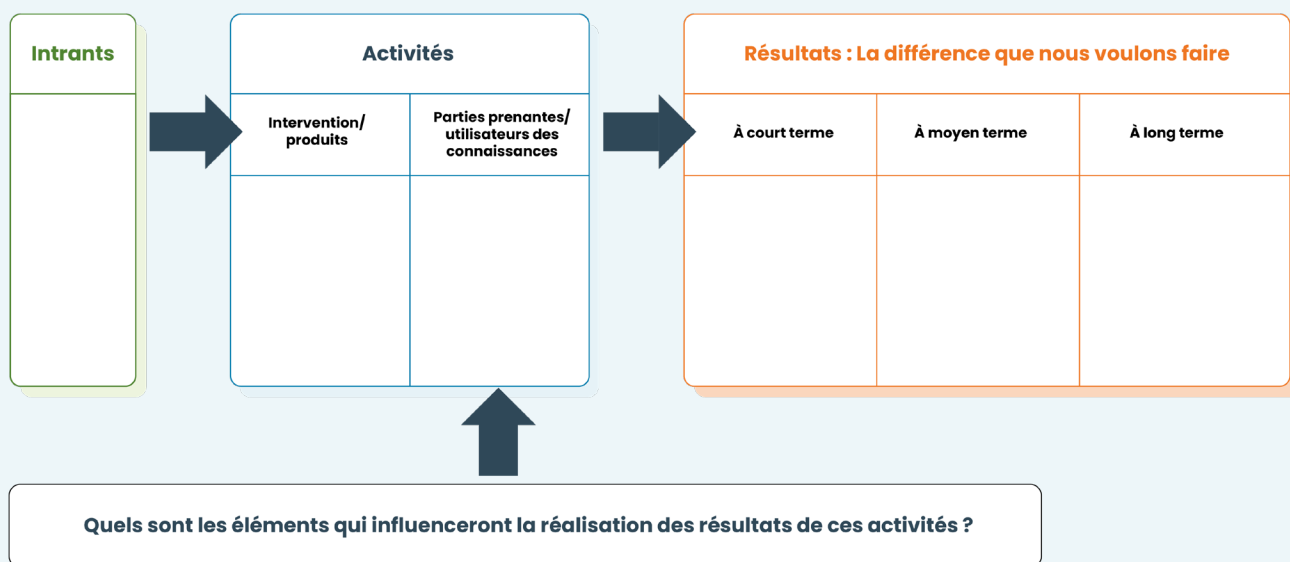 Intrants
Activités
Résultats : La différence que nous voulons faire
Intervention/
produits
Parties prenantes/
utilisateurs des
connaissances
À court terme
À moyen terme
À long terme
Quels sont les éléments qui influenceront la réalisation des résultats de ces activités ?